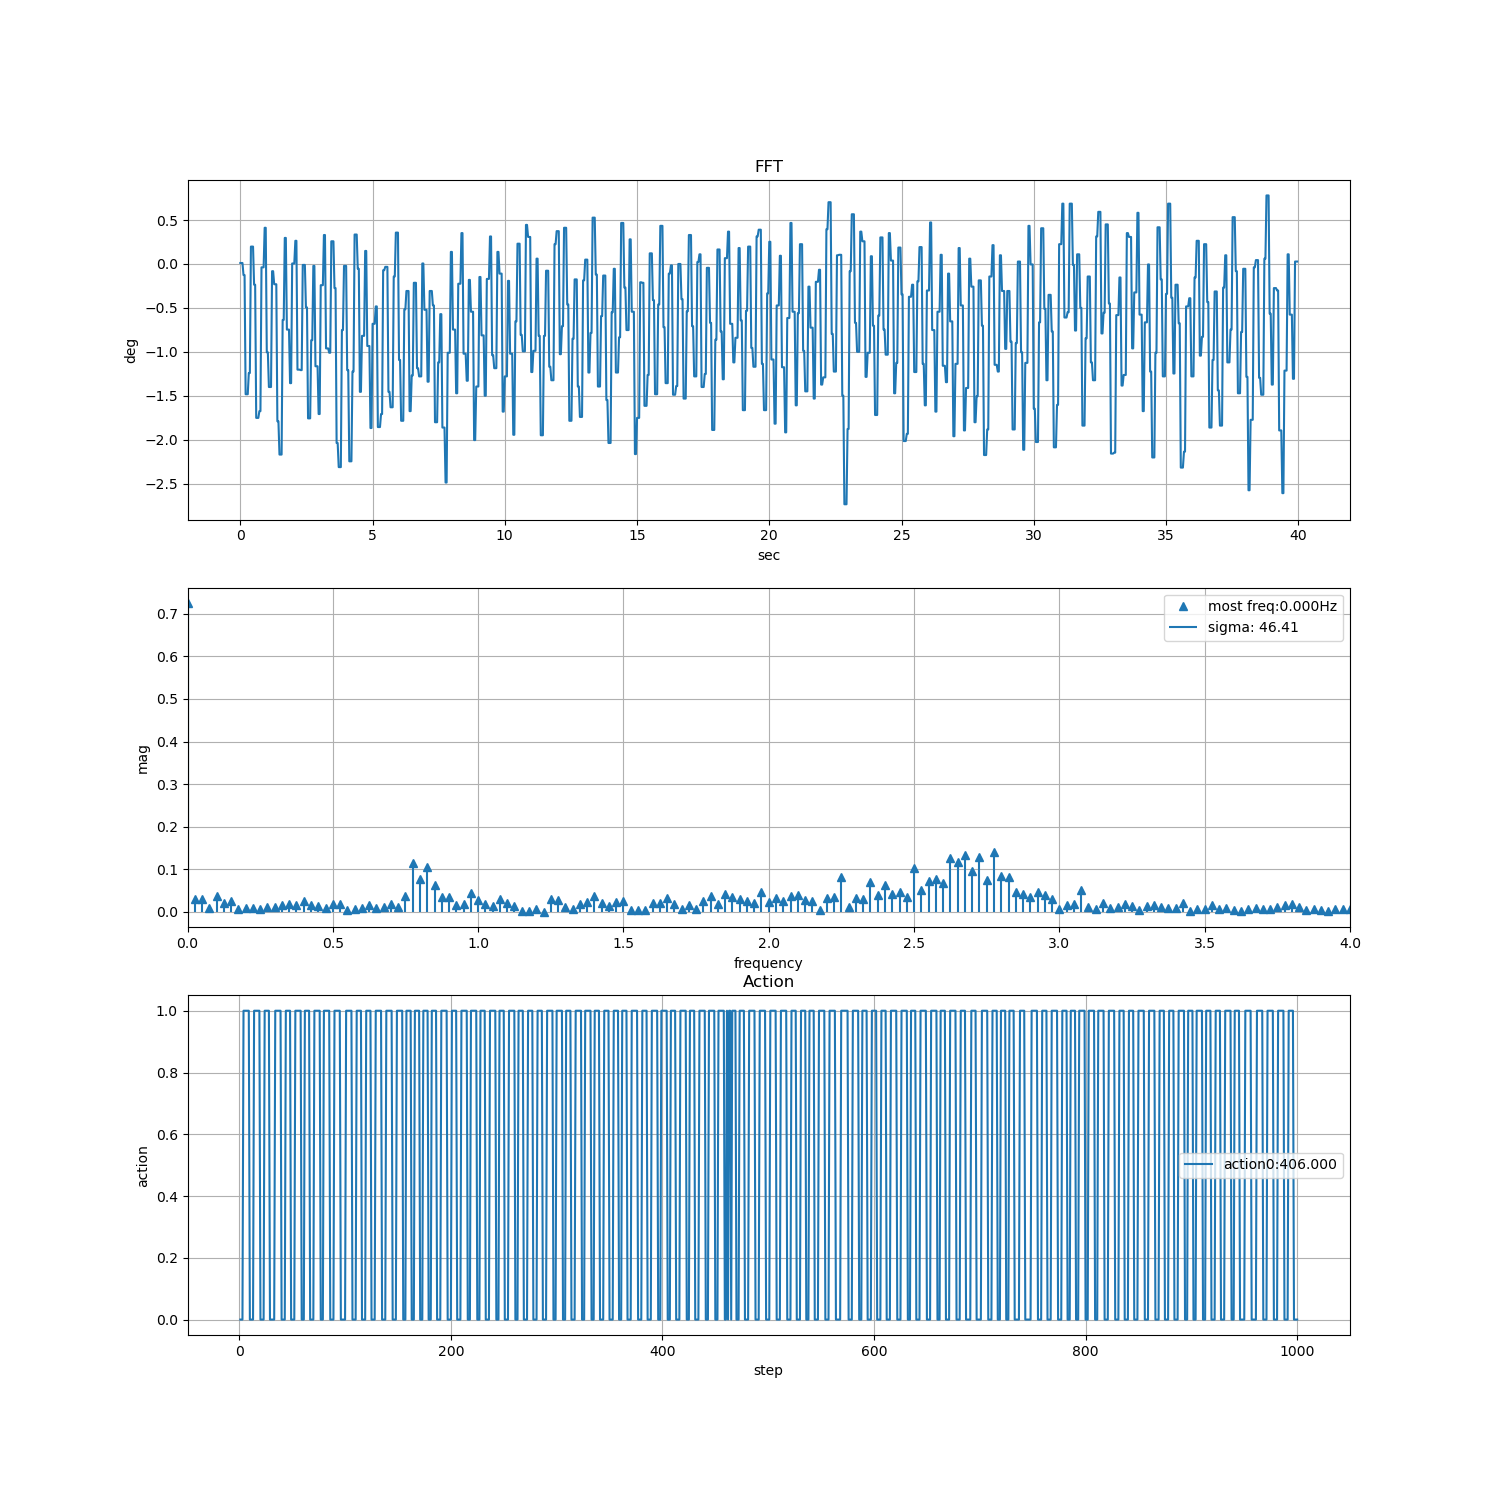 FFT
0.5
0.0
−0.5
−1.0
−1.5
−2.0
−2.5
deg
0 5 10 15 20 25 30 35 40
sec
0.7
0.6
0.5
0.4
0.3
0.2
0.1
0.0
mag
most freq:0.000Hz
sigma: 46.41
0.0 0.5 1.0 1.5 2.0 2.5 3.0 3.5 4.0
frequency
Action
1.0
0.8
0.6
0.4
0.2
0.0
action
action0:406.000
0 200 400 600 800 1000
step